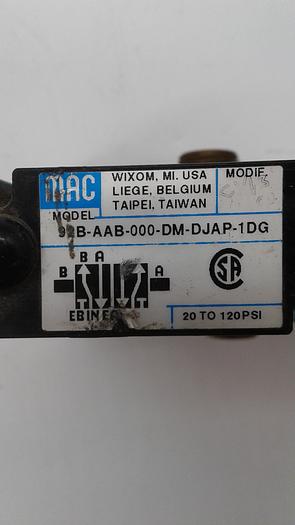 MAC
WIXOM, MI. USA
LIEGE, BELGIUM
TAIPEI, TAIWAN
MODIF.
MODEL
92B-AAB-000-DM-DJAP-1DG
B A
B A
SA
20 TO 120PSI